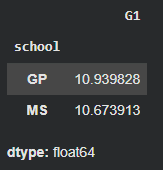 G1
school
GP 10.939828
MS 10.673913
dtype: float64